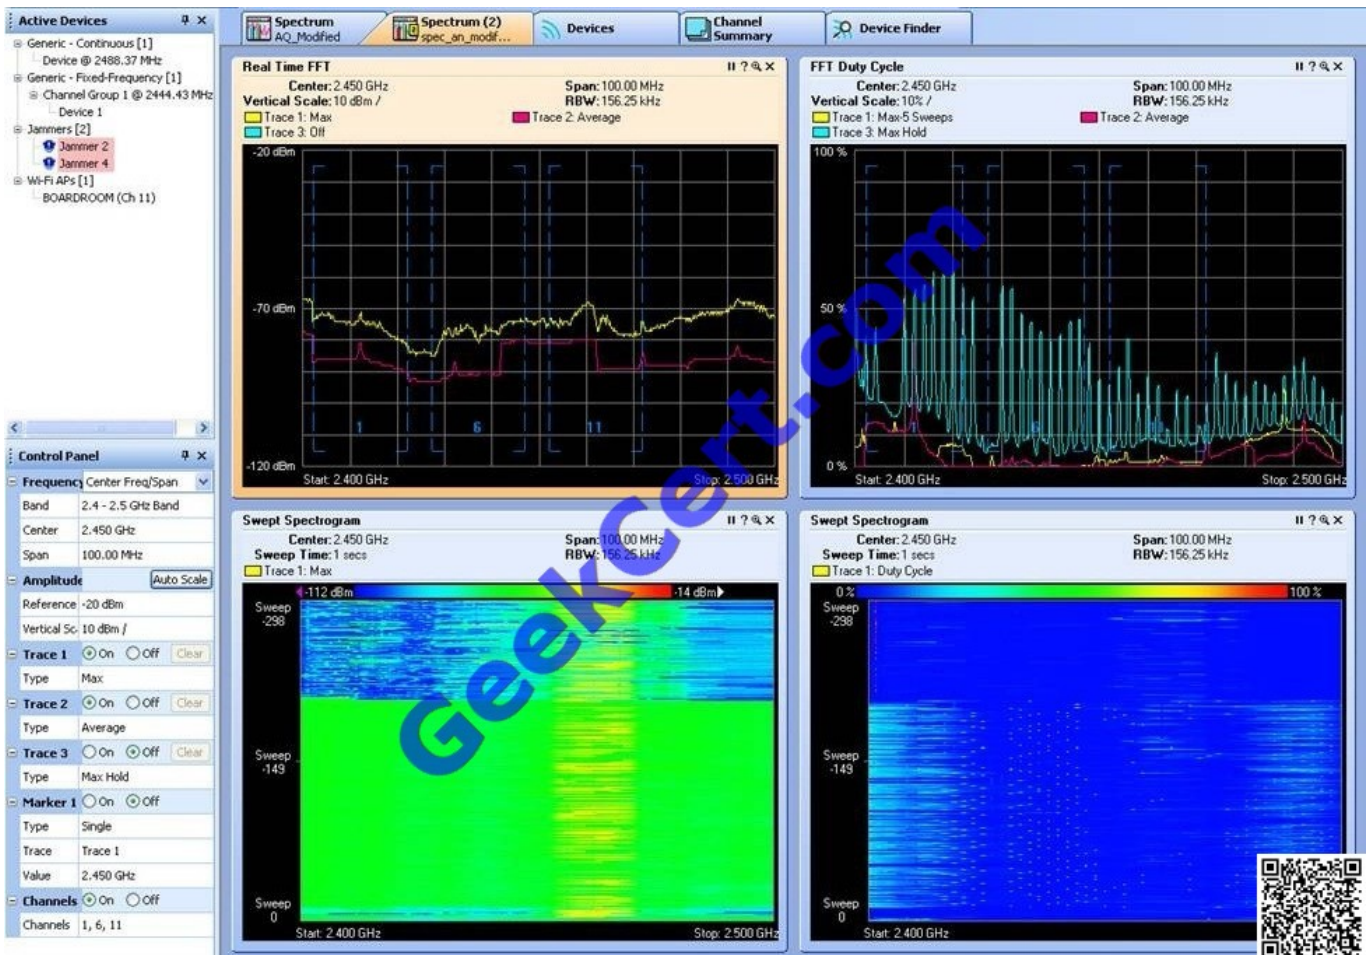 Active Devices
Generic - Continuous [1]
Device @ 2488.37 MHz
Generic - Fixed-Frequency [1]
Channel Group 1 @ 2444.43 MHz
Device 1
Jammers [2]
Jammer 2
Jammer 4
Wi-Fi APs [1]
BOARDROOM (Ch 11)
Control Panel
Frequency Center Freq/Span
Band 2.4 - 2.5 GHz Band
Center 2.450 GHz
Span 100.00 MHz
Amplitude Auto Scale
Reference -20 dBm
Vertical Sc- 10 dBm /
Trace 1 On Off Clear
Type Max
Trace 2 On Off Clear
Type Average
Trace 3 On Off Clear
Type Max Hold
Marker 1 On Off
Type Single
Trace Trace 1
Value 2.450 GHz
Channels On Off
Channels 1, 6, 11
Spectrum
AQ_Modified
Spectrum (2)
spec_an_modif...
Devices
Channel Summary
Device Finder
Real Time FFT
Center: 2.450 GHz Span: 100.00 MHz
Vertical Scale: 10 dBm / RBW: 156.25 kHz
Trace 1: Max Trace 2: Average
Trace 3: Off
-20 dBm
-70 dBm
-120 dBm
1 6 11
Start: 2.400 GHz Stop: 2.500 GHz
FFT Duty Cycle
Center: 2.450 GHz Span: 100.00 MHz
Vertical Scale: 10% / RBW: 156.25 kHz
Trace 1: Max-5 Sweeps Trace 2: Average
Trace 3: Max Hold
100 %
50 %
0 %
1 6 11
Start: 2.400 GHz Stop: 2.500 GHz
Swept Spectrogram
Center: 2.450 GHz Span: 100.00 MHz
Sweep Time: 1 secs RBW: 156.25 kHz
Trace 1: Max
-112 dBm -14 dBm
Sweep -298
Sweep -149
Sweep 0
Start: 2.400 GHz Stop: 2.500 GHz
Swept Spectrogram
Center: 2.450 GHz Span: 100.00 MHz
Sweep Time: 1 secs RBW: 156.25 kHz
Trace 1: Duty Cycle
0 % 100 %
Sweep -298
Sweep -149
Sweep 0
Start: 2.400 GHz
GeekCert.com